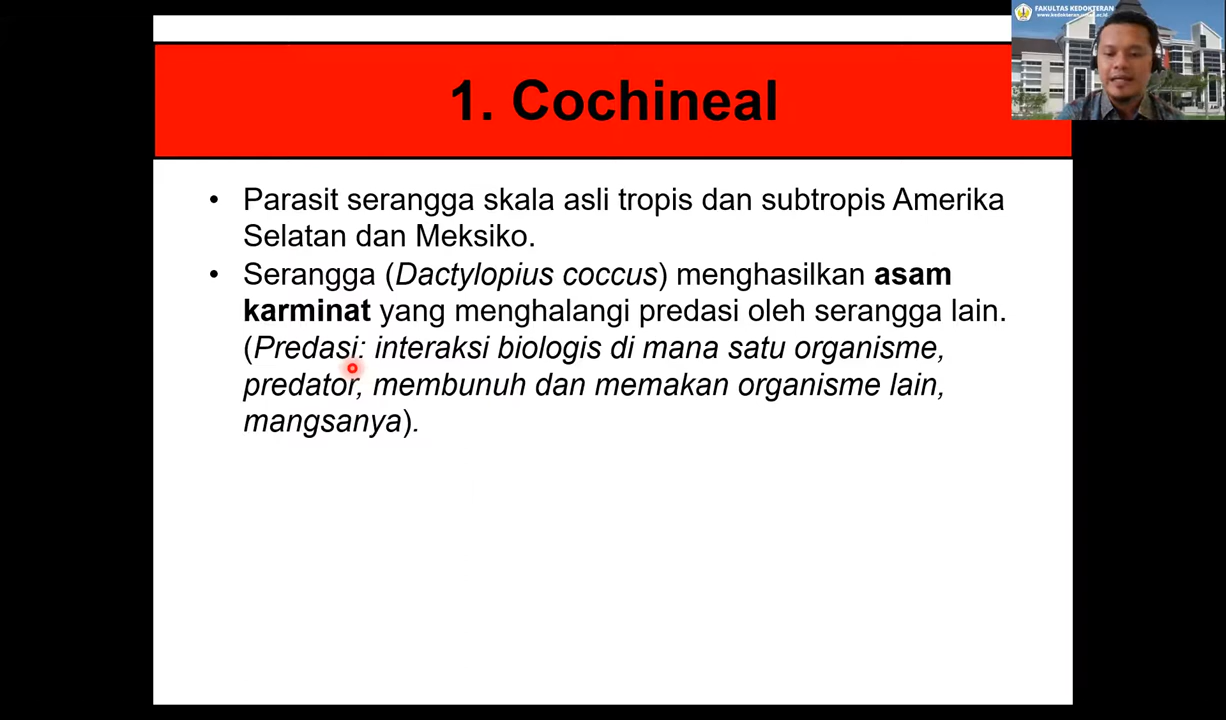 FAKULTAS KEDOKTERAN
1. Cochineal
• Parasit serangga skala asli tropis dan subtropis Amerika
Selatan dan Meksiko.
• Serangga (Dactylopius coccus) menghasilkan asam
karminat yang menghalangi predasi oleh serangga lain.
(Predasi: interaksi biologis di mana satu organisme,
predator, membunuh dan memakan organisme lain,
mangsanya).